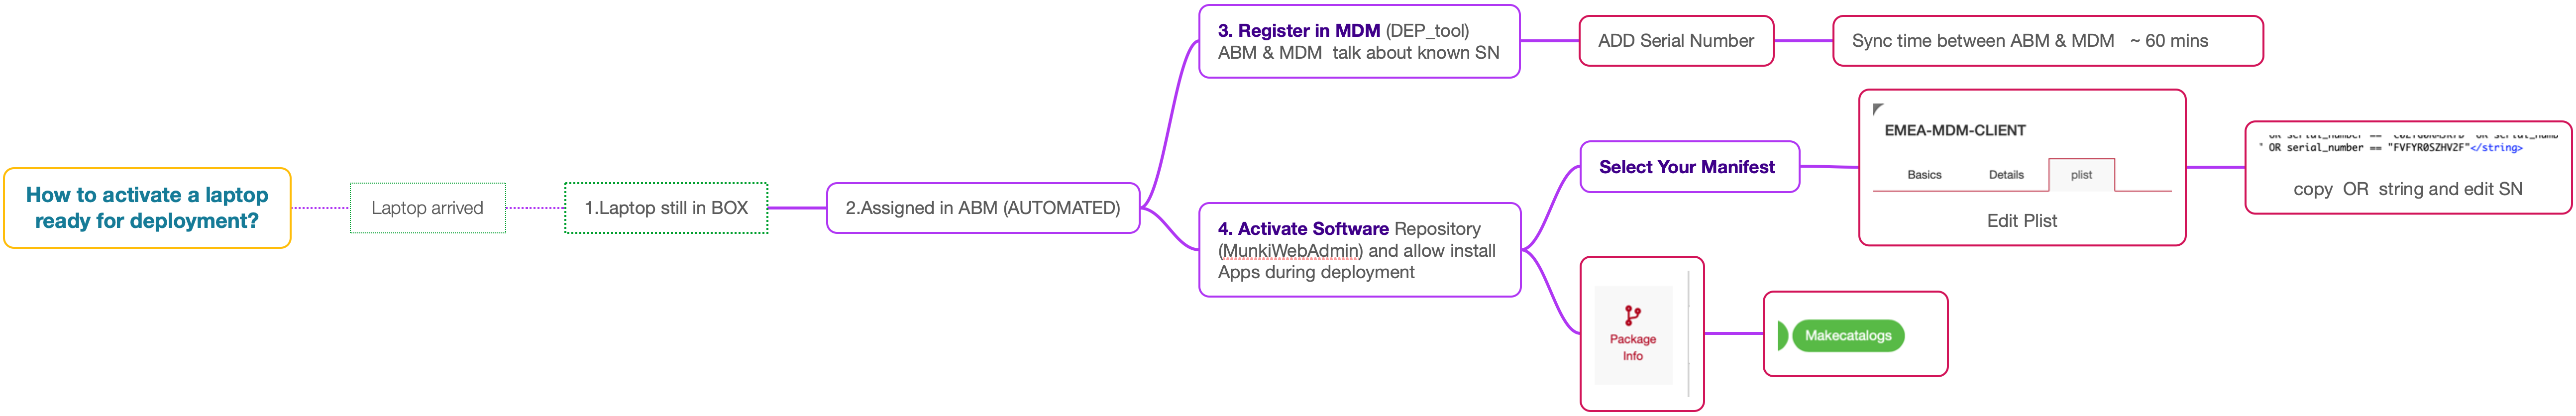 How to activate a laptop
ready for deployment?
Laptop arrived
1.Laptop still in BOX
2.Assigned in ABM (AUTOMATED)
3. Register in MDM (DEP_tool)
ABM & MDM  talk about known SN
ADD Serial Number
Sync time between ABM & MDM   ~ 60 mins
4. Activate Software Repository
(MunkiWebAdmin) and allow install
Apps during deployment
Select Your Manifest
EMEA-MDM-CLIENT
Basics
Details
plist
Edit Plist
" OR serial_number == "FVFYR0SZHV2F"</string>
copy  OR  string and edit SN
Package
Info
Makecatalogs